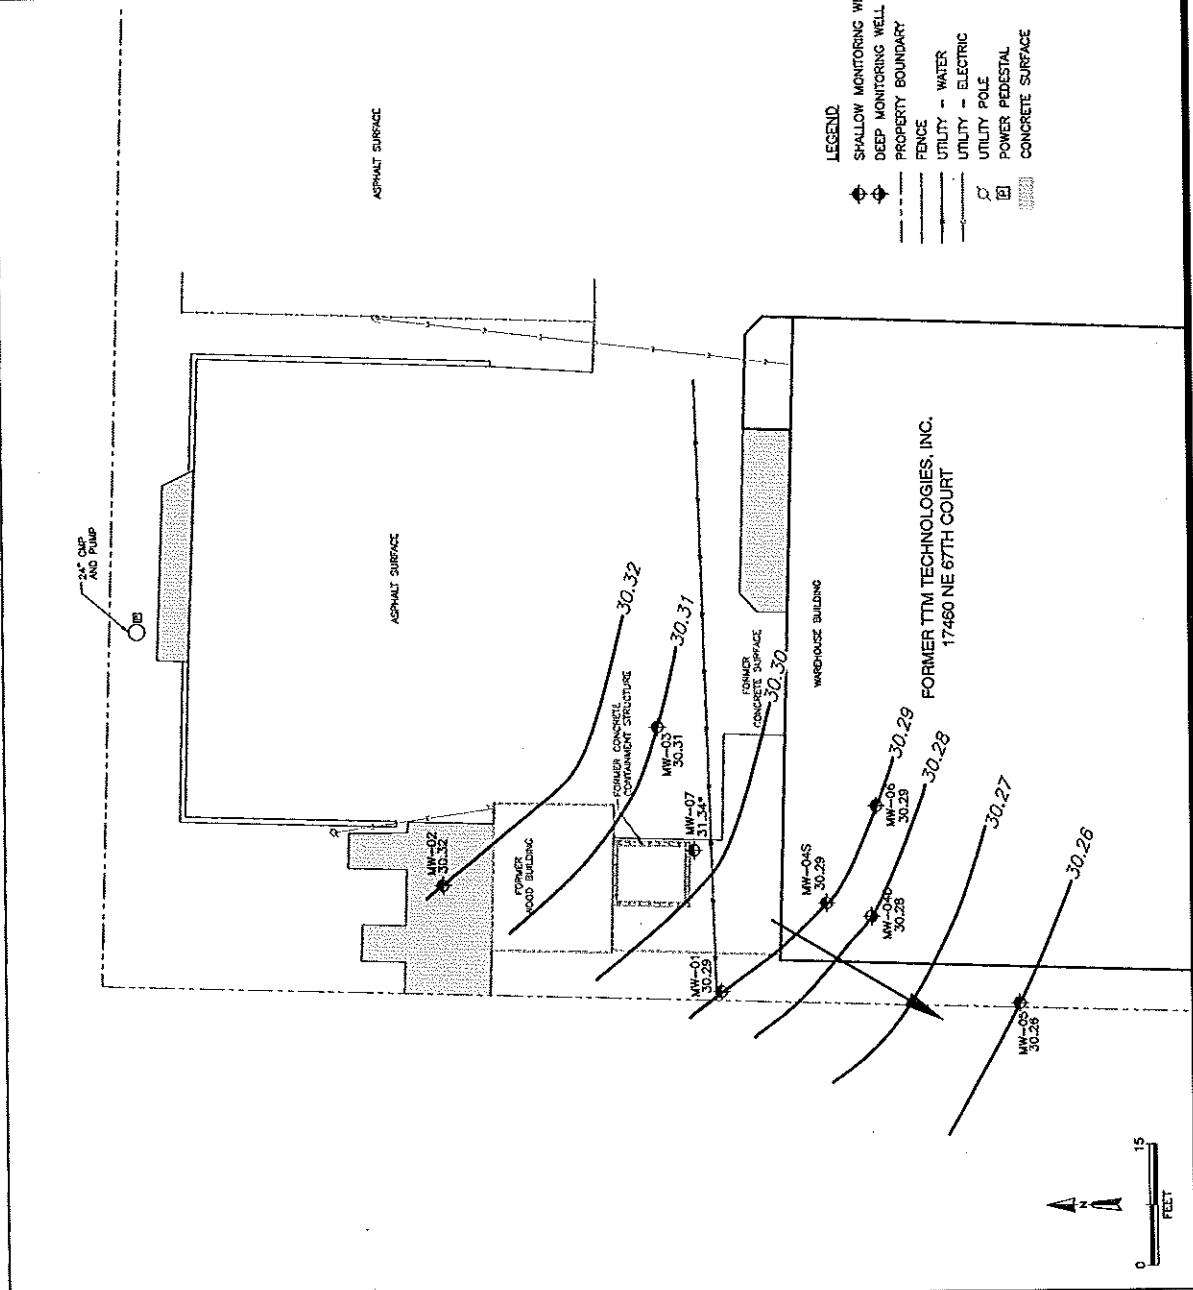 LEGEND
SHALLOW MONITORING
DEEP MONITORING WELL
PROPERTY BOUNDARY
FENCE
UTILITY - WATER
UTILITY - ELECTRIC
UTILITY POLE
P POWER PEDESTAL
CONCRETE SURFACE
ASPHALT SURFACE
24" CMP
AND PUMP
P
ASPHALT SURFACE
30.32
30.31
30.30
30.29
30.28
30.27
30.26
FORMER CONCRETE
CONTAINMENT STRUCTURE
FORMER
CONCRETE SURFACE
WAREHOUSE BUILDING
FORMER TTM TECHNOLOGIES, INC.
17460 NE 67TH COURT
MW-03
30.31
MW-07
31.34*
MW-02
30.32
FORMER
WOOD BUILDING
MW-06
30.29
MW-04S
30.29
MW-04D
30.28
MW-01
30.29
MW-05
30.26
N
0 15
FEET